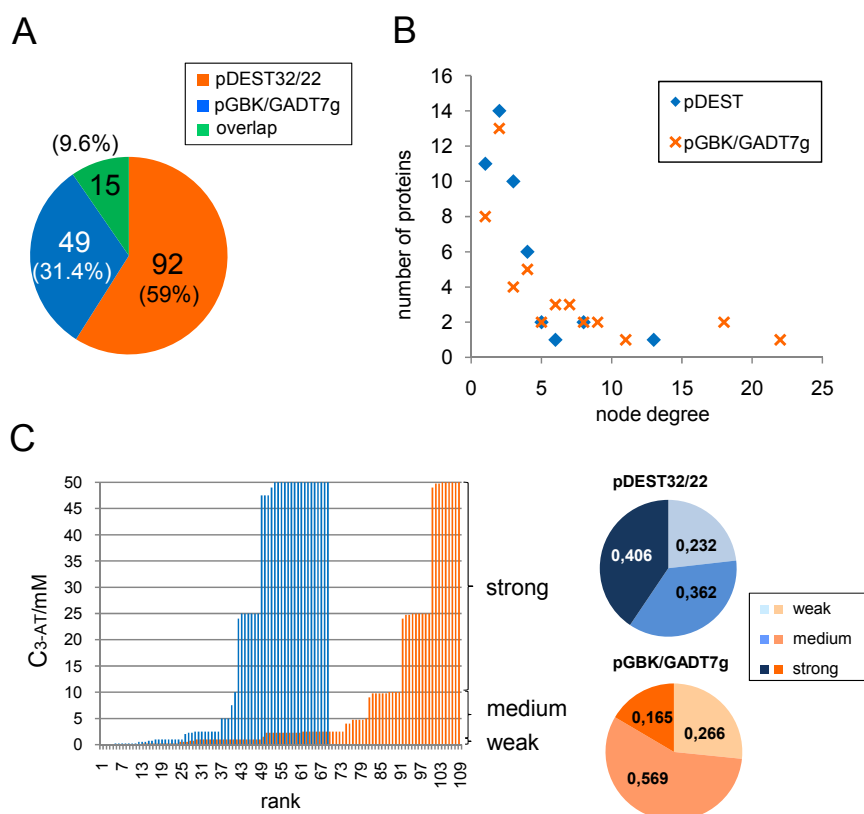 A
pDEST32/22
pGBK/GADT7g
overlap
(9.6%)
15
49
(31.4%)
92
(59%)
B
16
14
12
10
8
6
4
2
0
number of proteins
0
5
10
15
20
25
node degree
pDEST
pGBK/GADT7g
C
50
45
40
35
30
25
20
15
10
5
0
C3-AT/mM
1
7
13
19
25
31
37
43
49
55
61
67
73
79
85
91
97
103
109
rank
strong
medium
weak
pDEST32/22
0,406
0,232
0,362
weak
medium
strong
pGBK/GADT7g
0,165
0,266
0,569